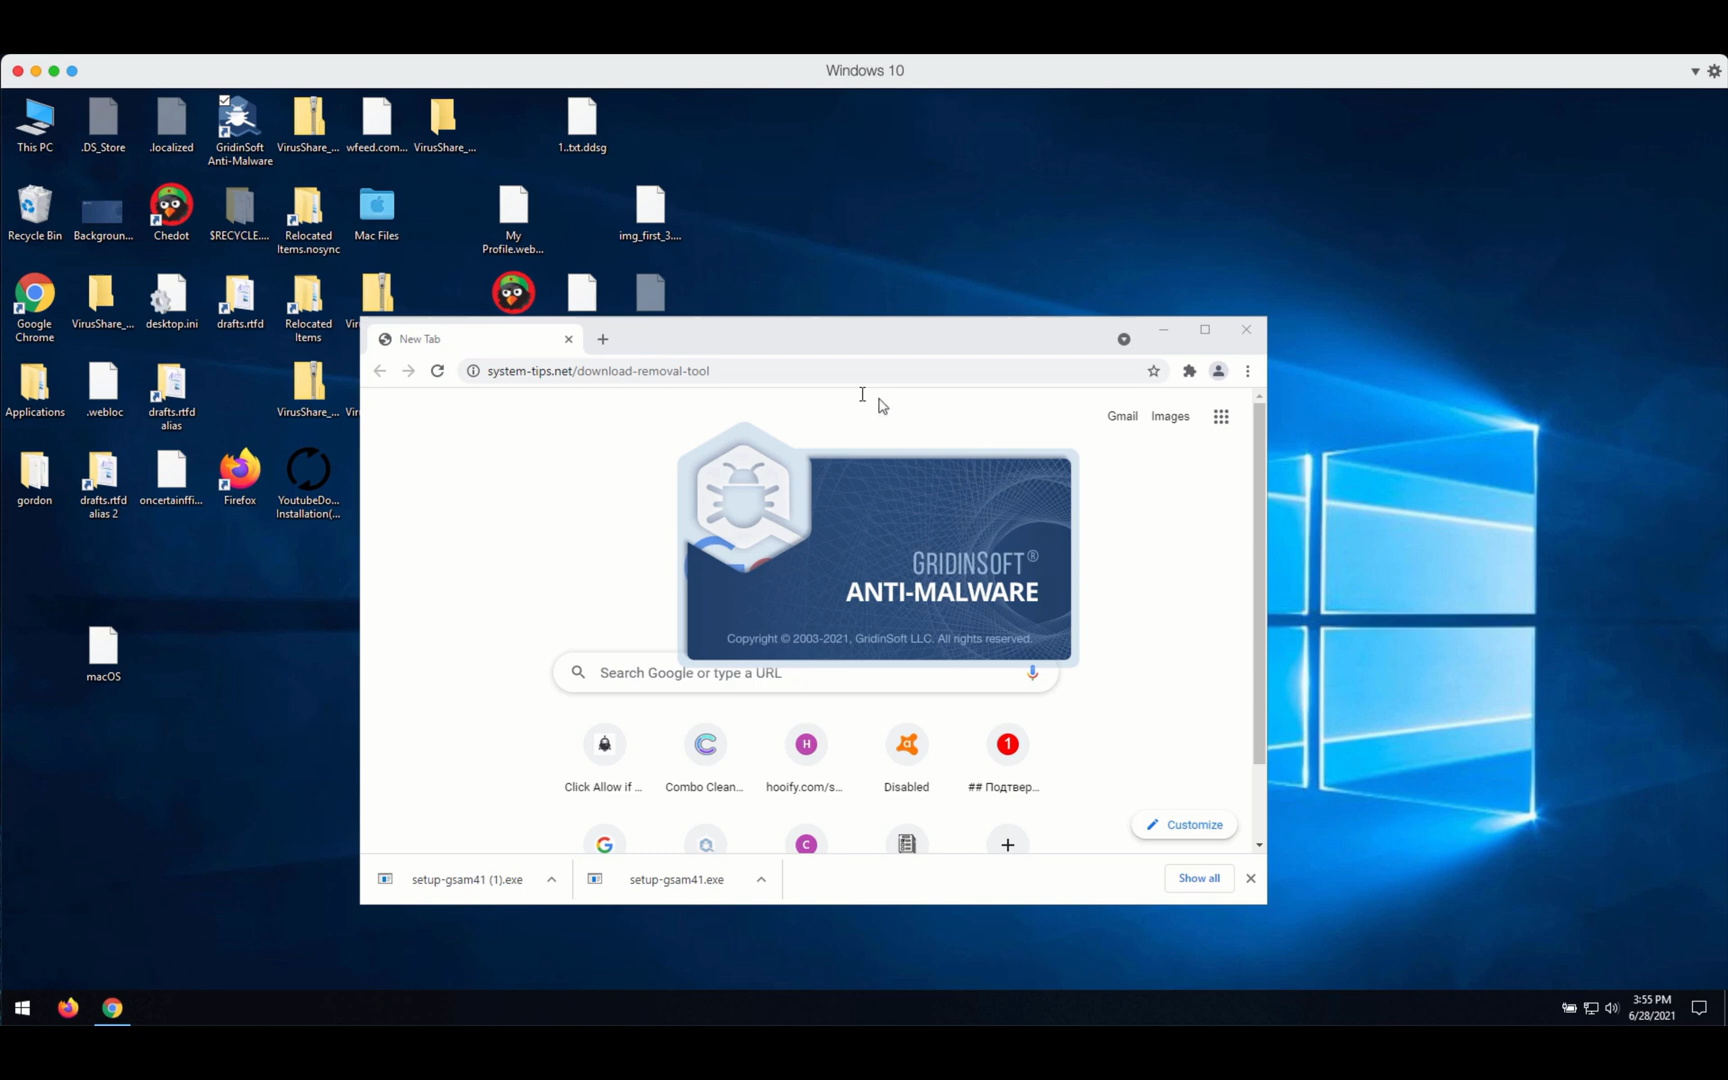 Windows 10
This PC
.DS_Store
.localized
GridinSoft
Anti-Malware
VirusShare_...
wfeed.com...
VirusShare_...
1..txt.ddsg
Recycle Bin
Backgroun...
Chedot
$RECYCLE....
Relocated
Items.nosync
Mac Files
My
Profile.web...
img_first_3....
Google
Chrome
VirusShare_...
desktop.ini
drafts.rtfd
Relocated
Items
New Tab
system-tips.net/download-removal-tool
Applications
.webloc
drafts.rtfd
alias
VirusShare_...
Gmail
Images
gordon
drafts.rtfd
alias 2
oncertainffi...
Firefox
YoutubeDo...
Installation(...
GRIDINSOFT®
ANTI-MALWARE
Copyright © 2003-2021, GridinSoft LLC. All rights reserved.
macOS
Search Google or type a URL
H
1
Click Allow if ...
Combo Clean...
hooify.com/s...
Disabled
## Подтвер...
Customize
C
setup-gsam41 (1).exe
setup-gsam41.exe
Show all
3:55 PM
6/28/2021